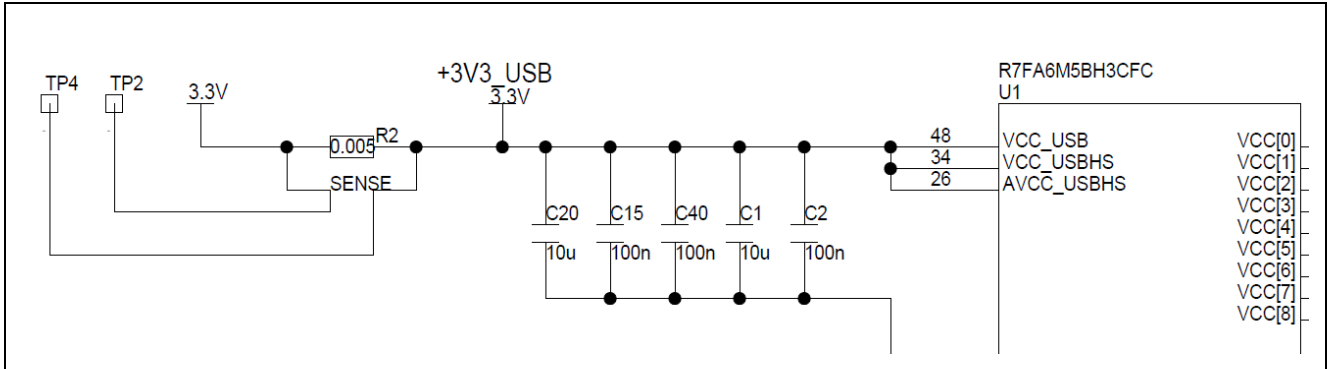 R7FA6M5BH3CFC
U1
+3V3_USB
3.3V
TP4
TP2
3.3V
0.005
R2
SENSE
48
34
26
VCC_USB
VCC_USBHS
AVCC_USBHS
VCC[0]
VCC[1]
VCC[2]
VCC[3]
VCC[4]
VCC[5]
VCC[6]
VCC[7]
VCC[8]
C20
10u
C15
100n
C40
100n
C1
10u
C2
100n